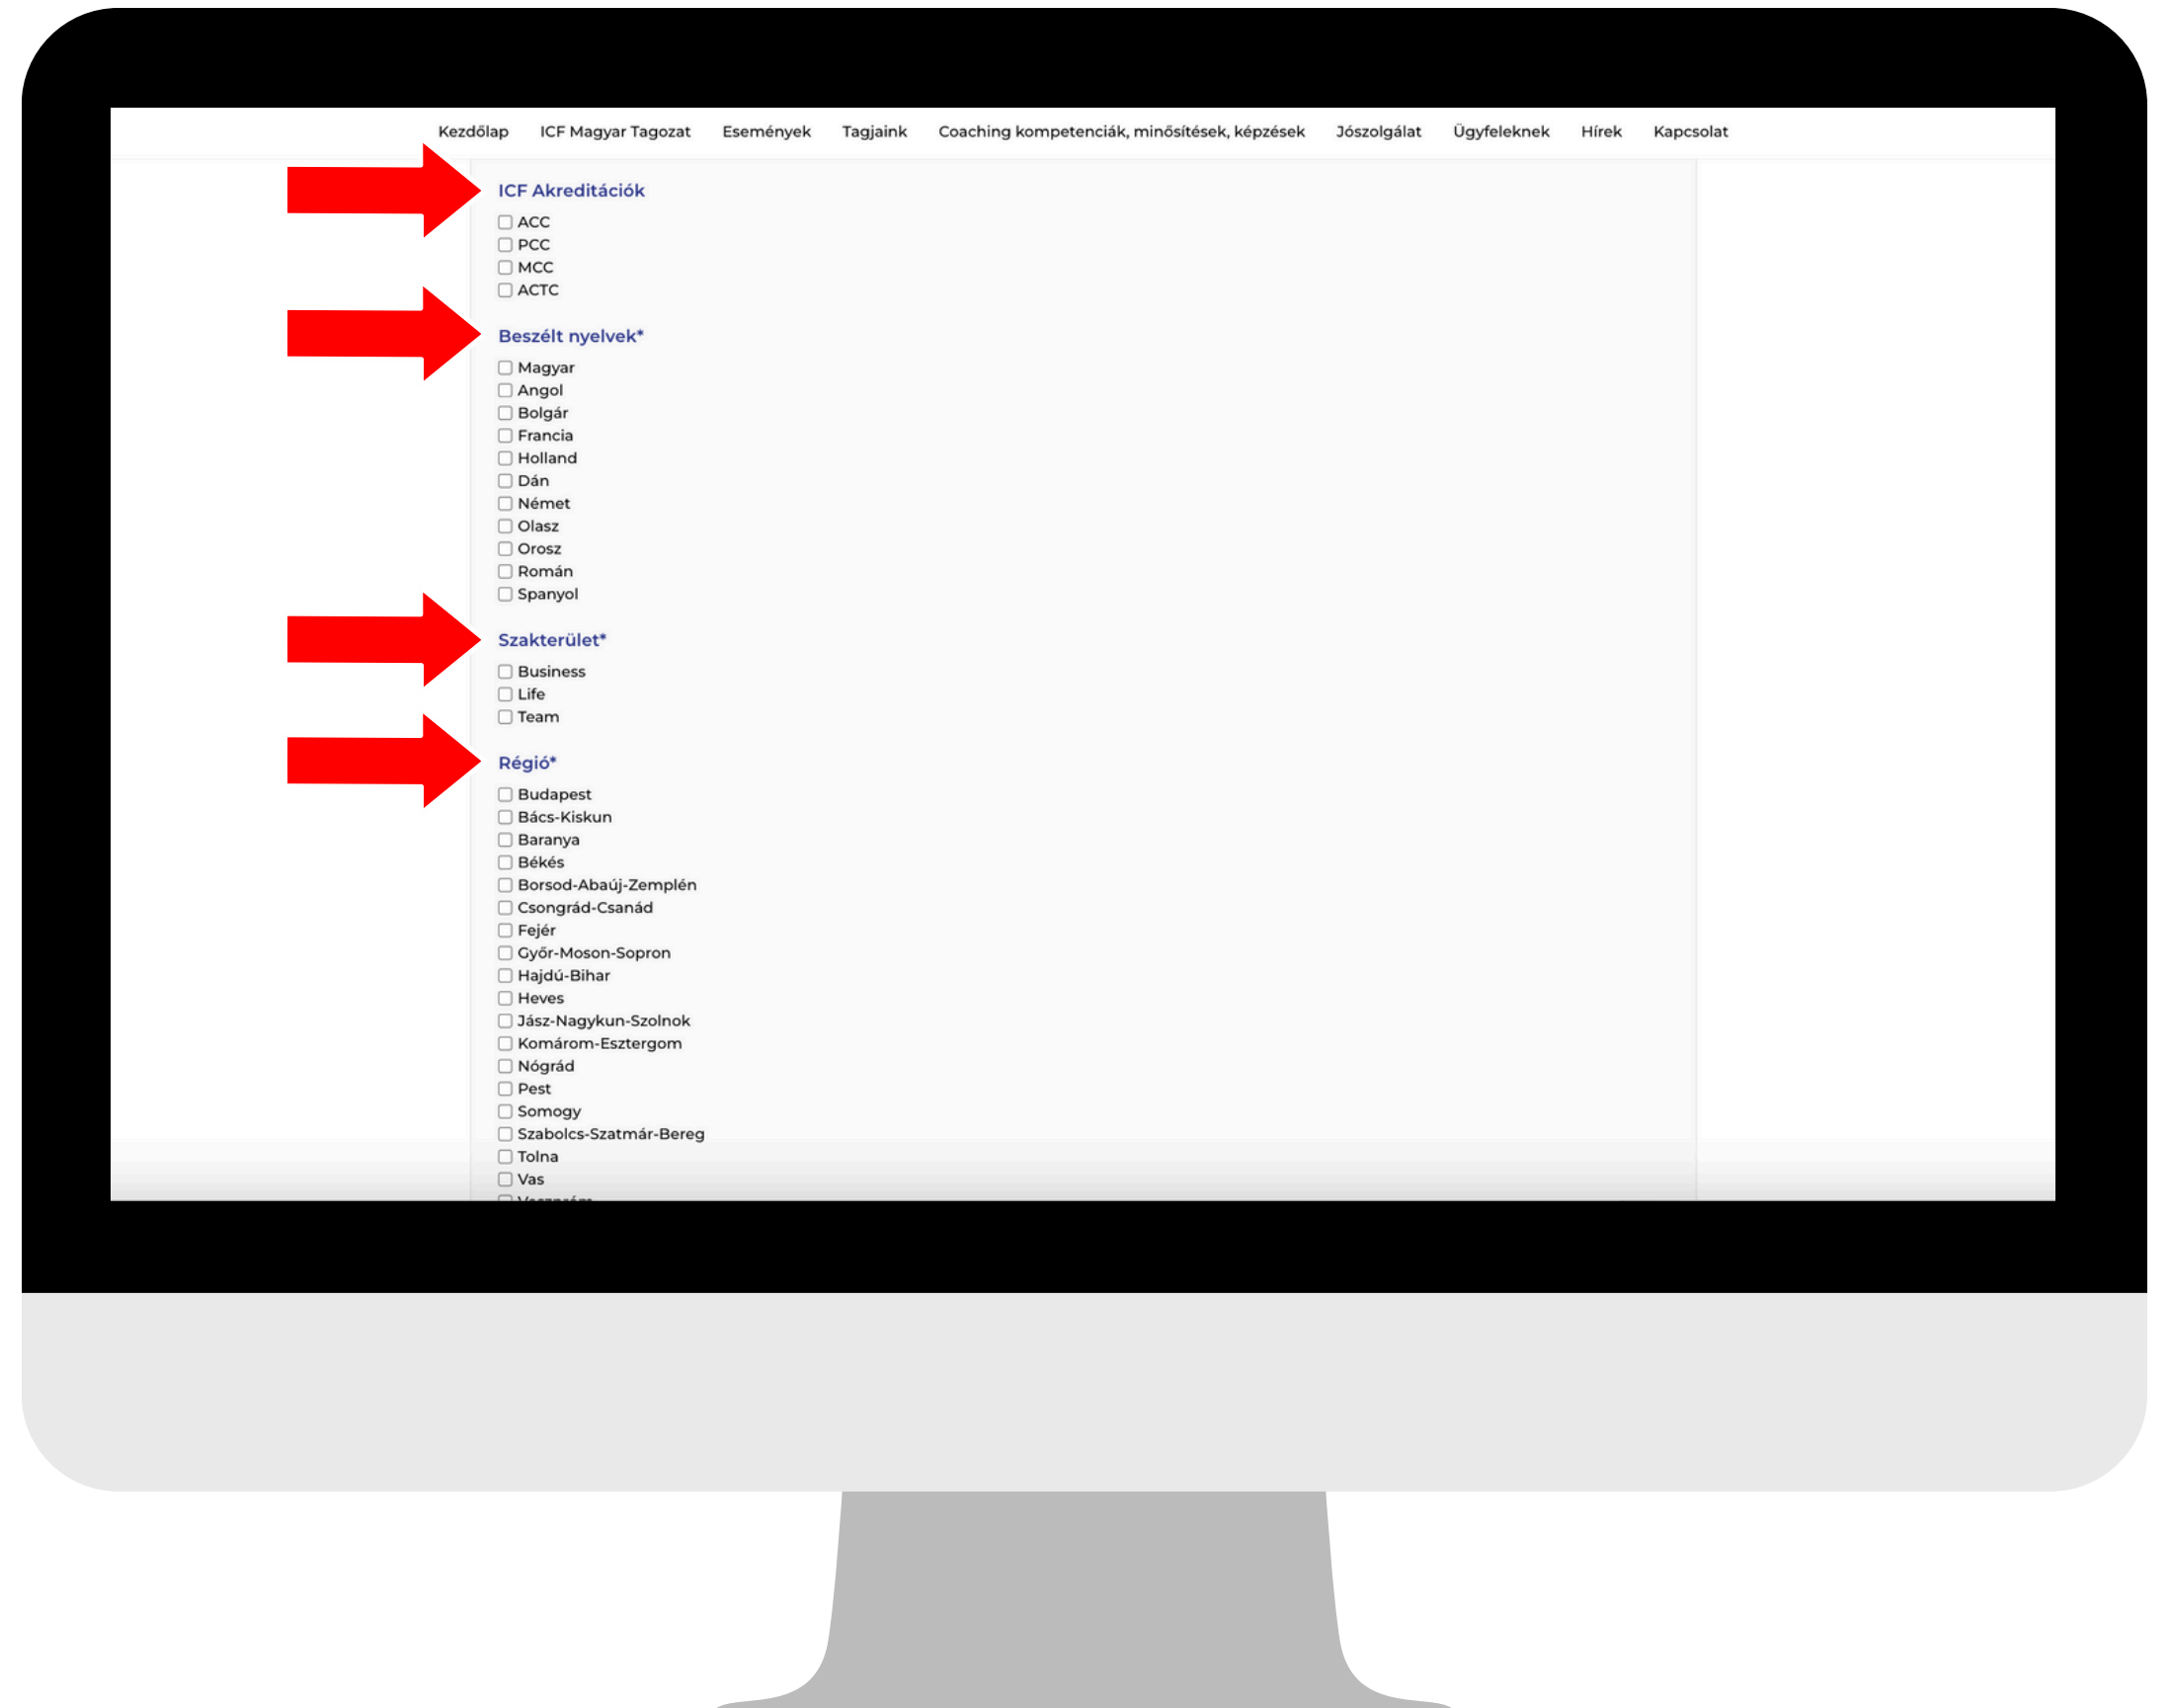 Kezdőlap ICF Magyar Tagozat Események Tagjaink Coaching kompetenciák, minősítések, képzések Jószolgálat Ügyfeleknek Hírek Kapcsolat
ICF Akreditációk
ACC
PCC
MCC
ACTC
Beszélt nyelvek*
Magyar
Angol
Bolgár
Francia
Holland
Dán
Német
Olasz
Orosz
Román
Spanyol
Szakterület*
Business
Life
Team
Régió*
Budapest
Bács-Kiskun
Baranya
Békés
Borsod-Abaúj-Zemplén
Csongrád-Csanád
Fejér
Győr-Moson-Sopron
Hajdú-Bihar
Heves
Jász-Nagykun-Szolnok
Komárom-Esztergom
Nógrád
Pest
Somogy
Szabolcs-Szatmár-Bereg
Tolna
Vas